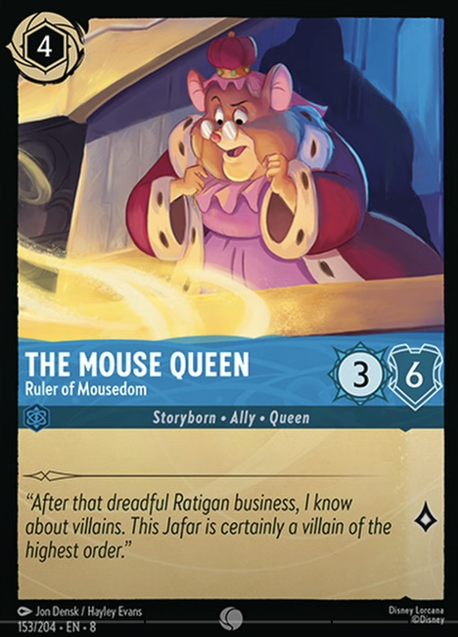 4
THE MOUSE QUEEN
Ruler of Mousedom
3
6
Storyborn • Ally • Queen
“After that dreadful Ratigan business, I know
about villains. This Jafar is certainly a villain of the
highest order.”
Jon Densk / Hayley Evans
153/204 • EN • 8
Disney Lorcana
©Disney